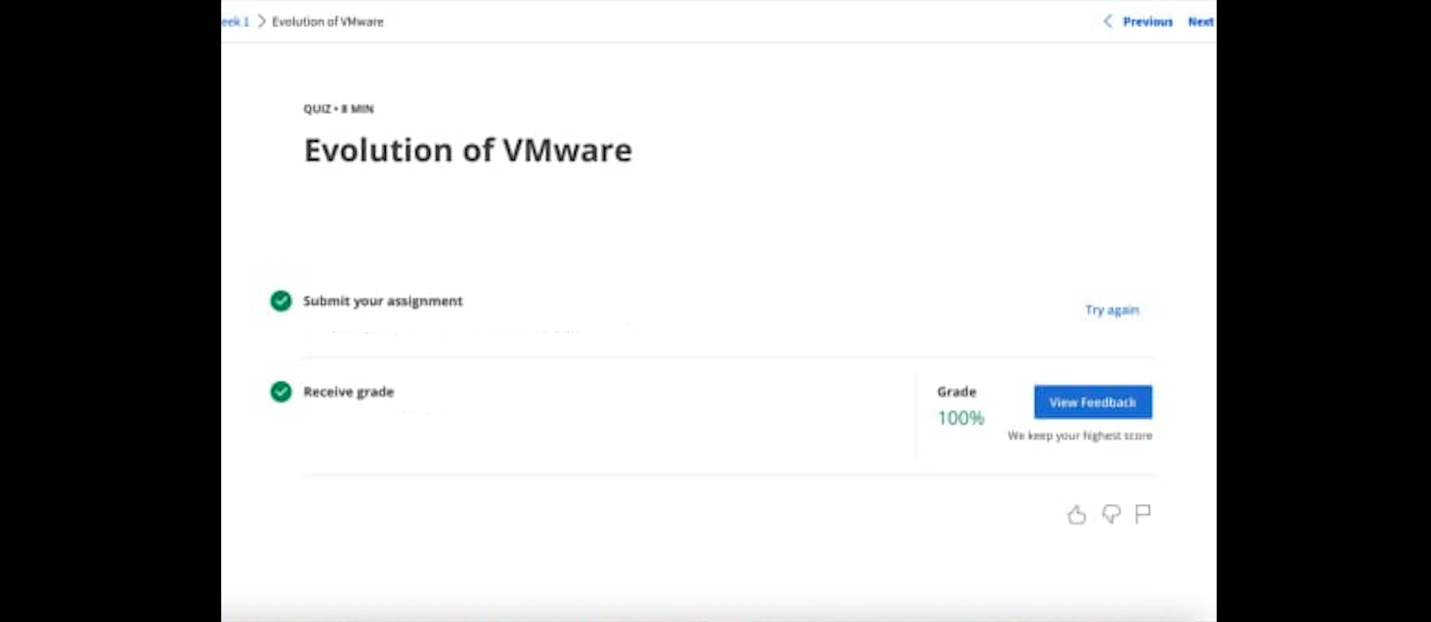 eek 1 > Evolution of VMware
< Previous Next
QUIZ • 8 MIN
Evolution of VMware
Submit your assignment
Try again
Receive grade
Grade
100%
View Feedback
We keep your highest score